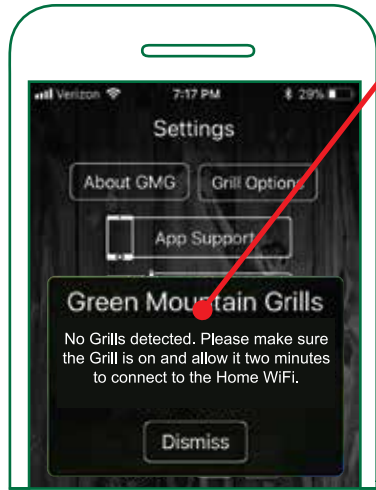 Verizon 7:17 PM 29%
Settings
About GMG Grill Options
App Support
Green Mountain Grills
No Grills detected. Please make sure
the Grill is on and allow it two minutes
to connect to the Home WiFi.
Dismiss